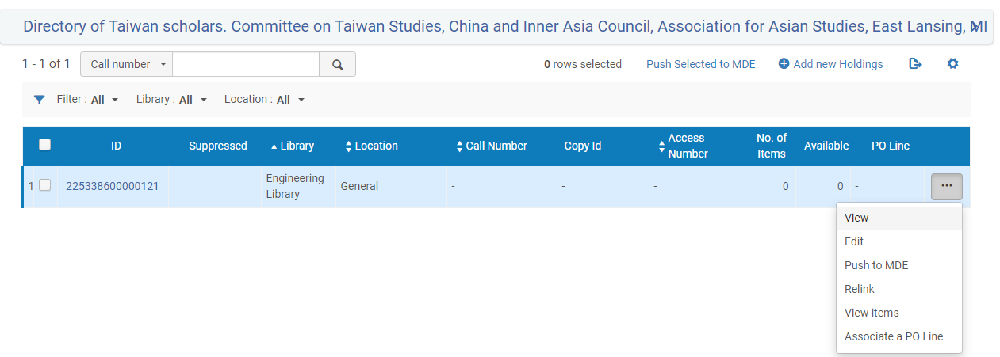 Directory of Taiwan scholars. Committee on Taiwan Studies, China and Inner Asia Council, Association for Asian Studies, East Lansing, MI
1 - 1 of 1 Call number 0 rows selected Push Selected to MDE Add new Holdings
Filter : All Library : All Location : All
ID Suppressed Library Location Call Number Copy Id Access Number No. of Items Available PO Line
1 225338600000121 Engineering Library General - - - 0 0 -
View
Edit
Push to MDE
Relink
View items
Associate a PO Line